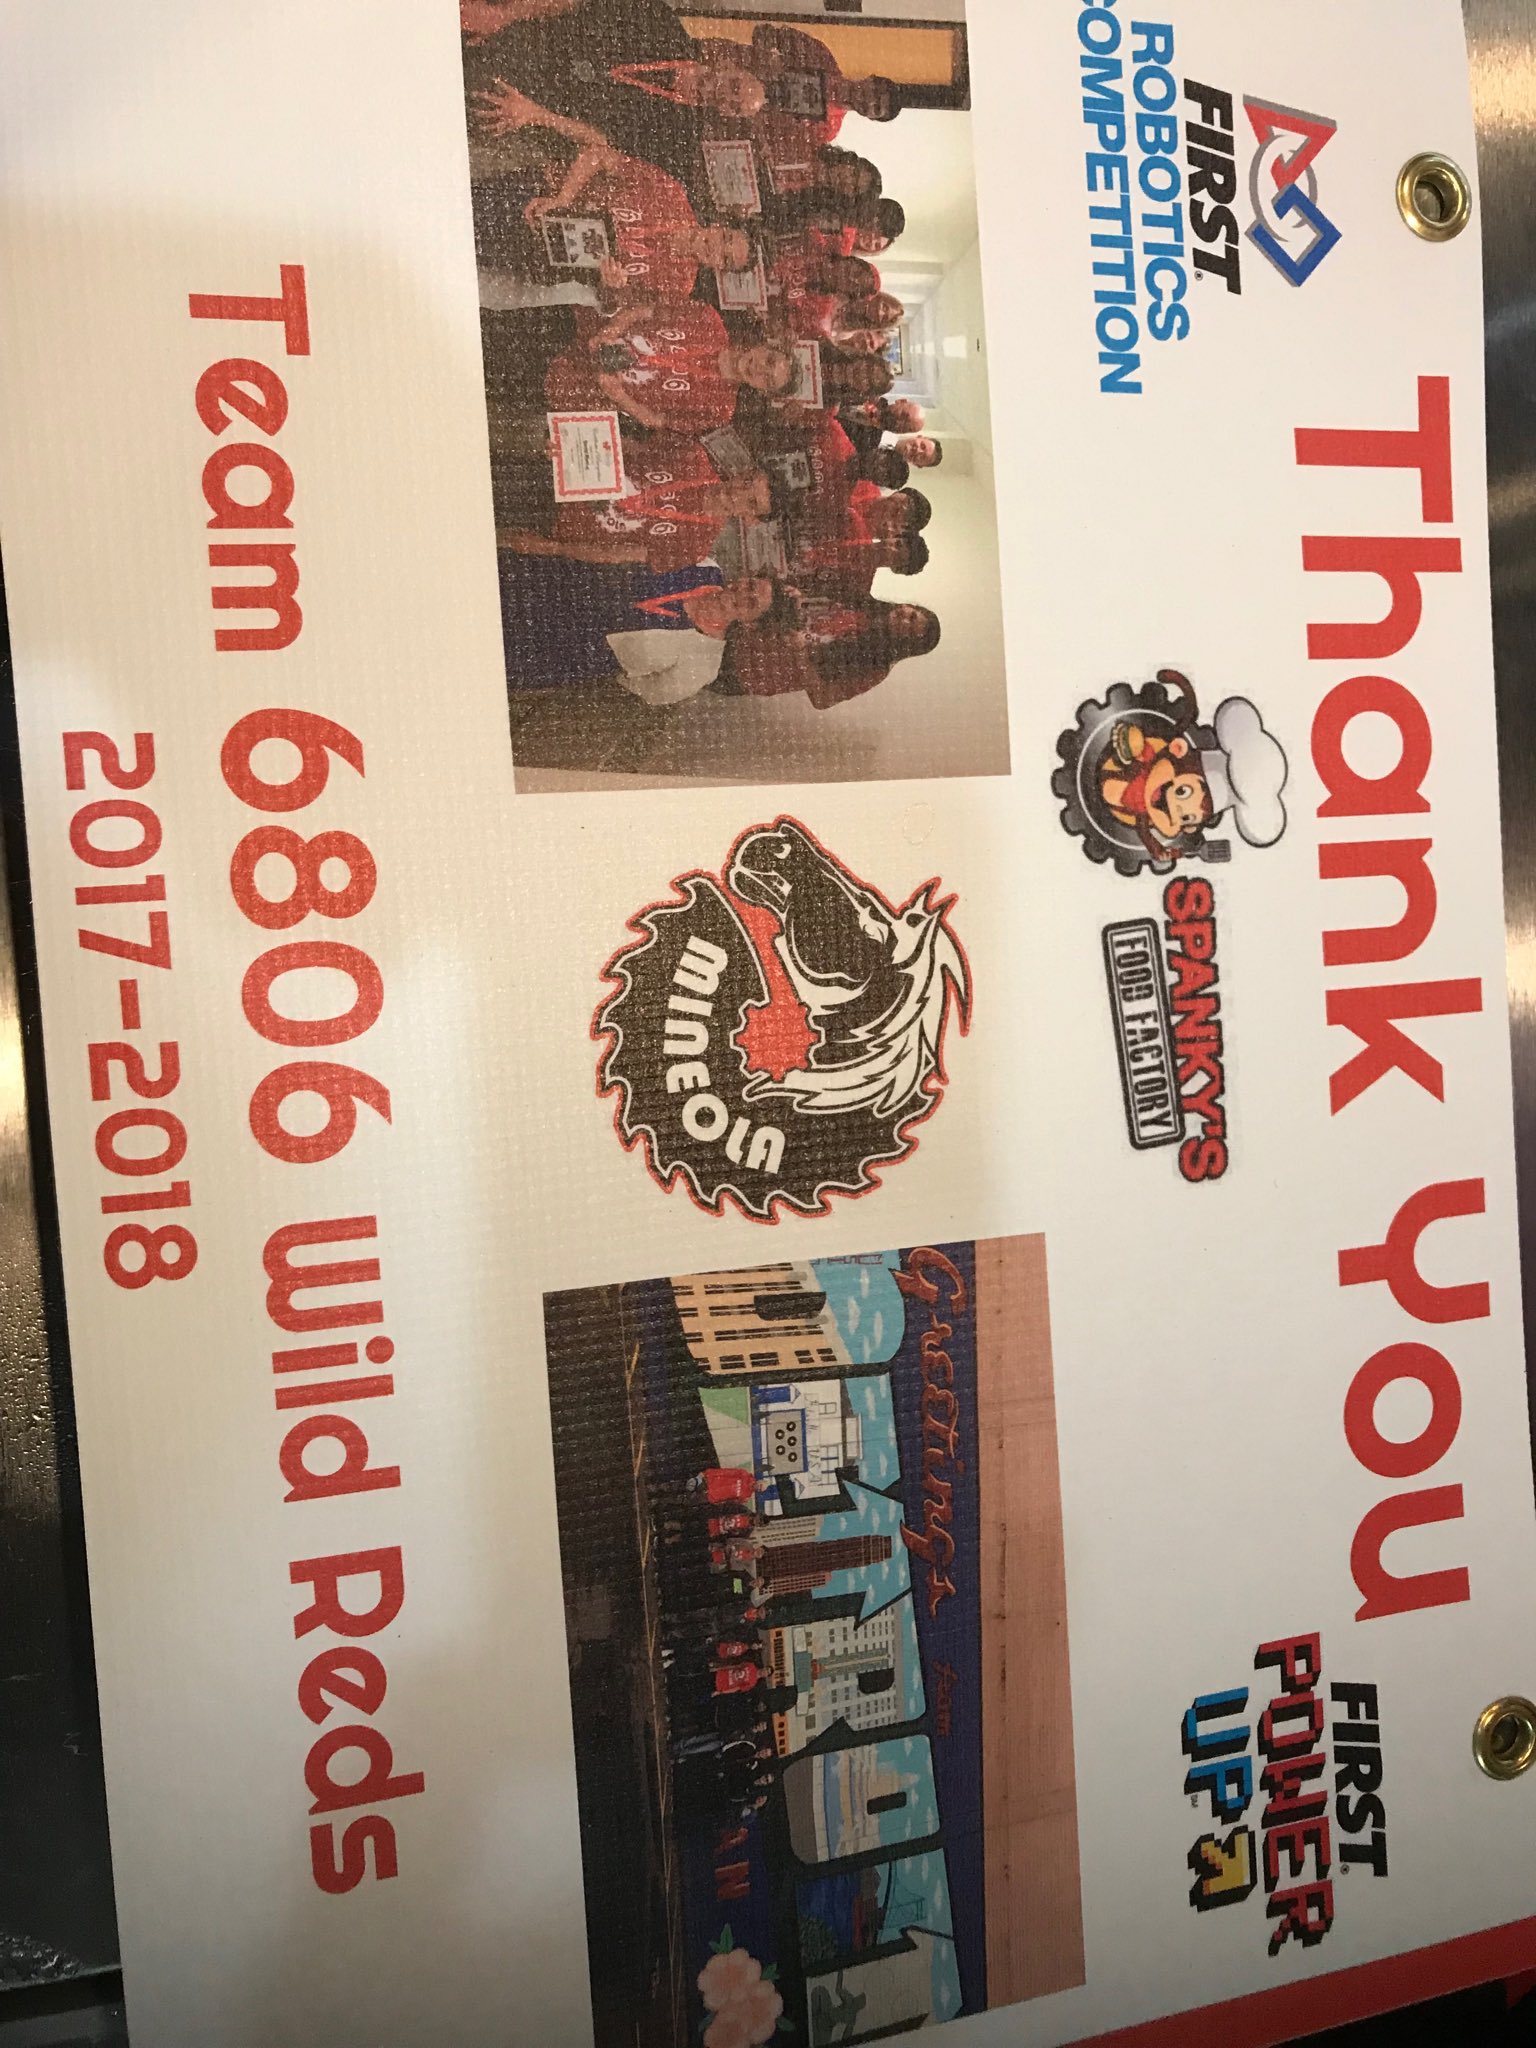 Thank You
FIRST®
ROBOTICS
COMPETITION
SPANKY'S
FOOD FACTORY
FIRST®
POWER
UP™
MINEOLA
Greetings
from
Team 6806 Wild Reds
2017-2018